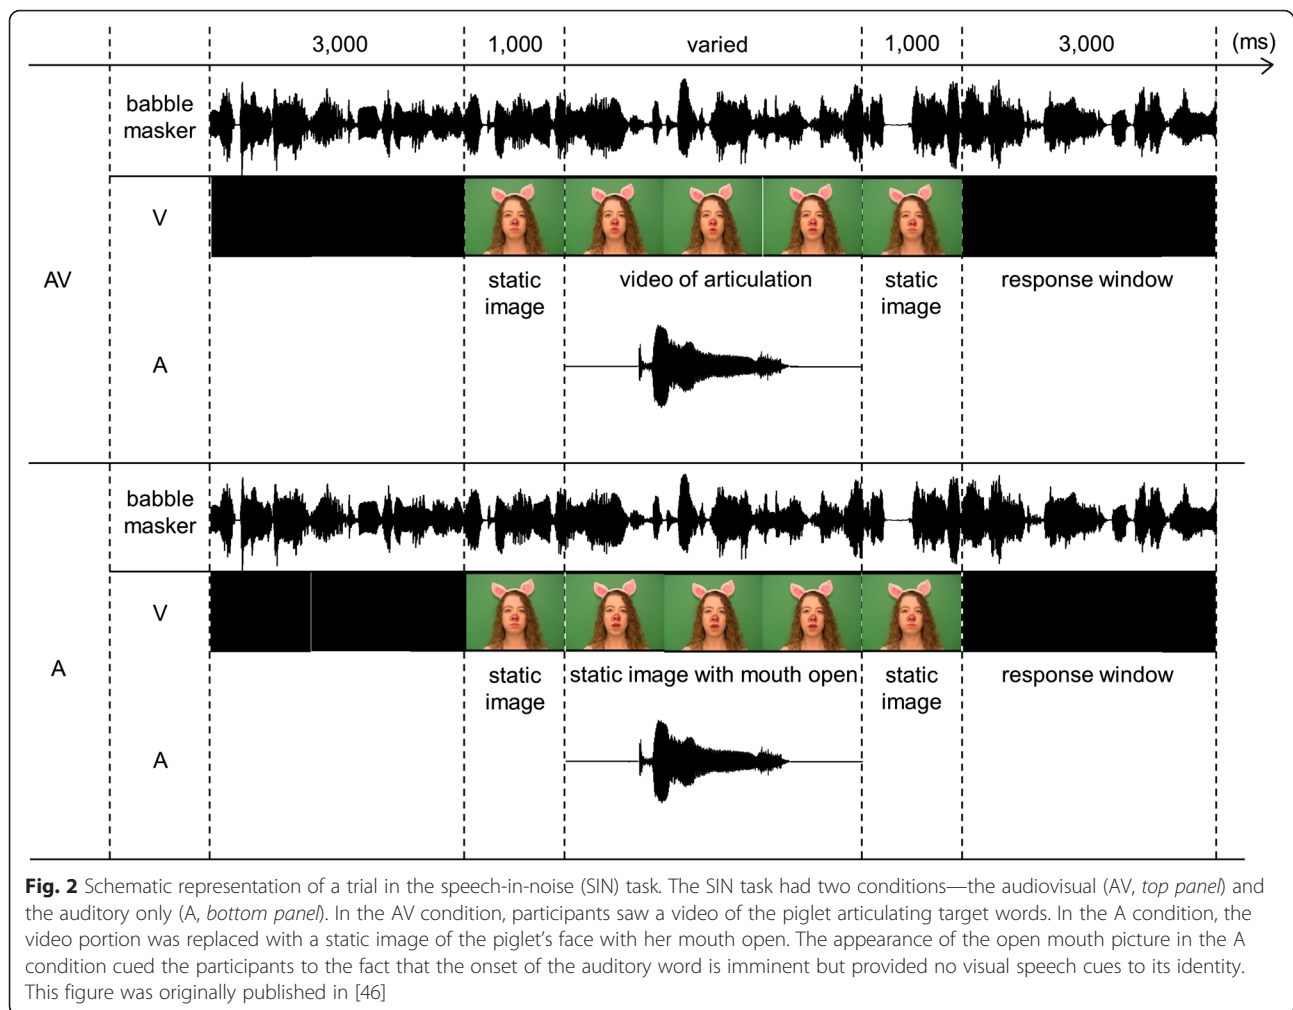 3,000 1,000 varied 1,000 3,000 (ms)
babble
masker
V
AV
static
image
video of articulation
static
image
response window
A
babble
masker
V
A
static
image
static image with mouth open
static
image
response window
A
Fig. 2 Schematic representation of a trial in the speech-in-noise (SIN) task. The SIN task had two conditions—the audiovisual (AV, top panel) and
the auditory only (A, bottom panel). In the AV condition, participants saw a video of the piglet articulating target words. In the A condition, the
video portion was replaced with a static image of the piglet's face with her mouth open. The appearance of the open mouth picture in the A
condition cued the participants to the fact that the onset of the auditory word is imminent but provided no visual speech cues to its identity.
This figure was originally published in [46]